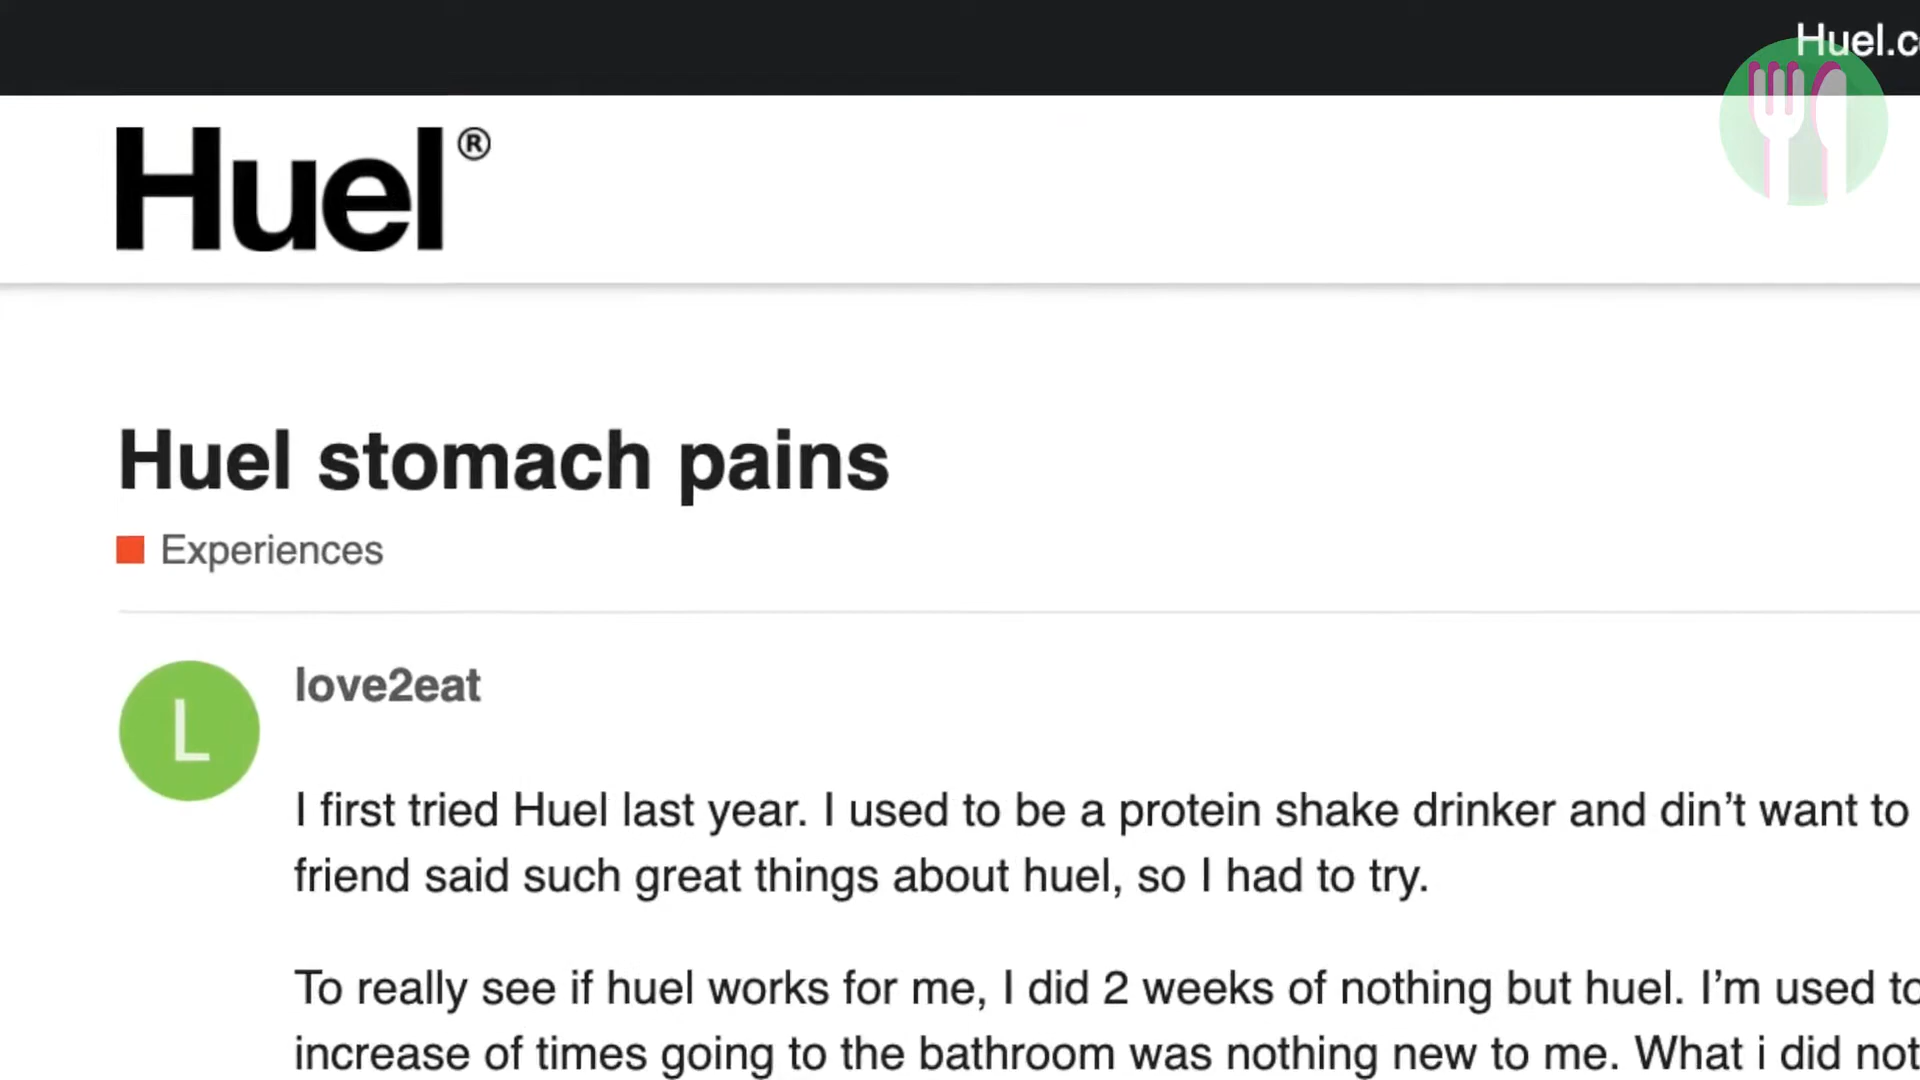 Huel.c
Huel®
Huel stomach pains
Experiences
L
love2eat
I first tried Huel last year. I used to be a protein shake drinker and din’t want to
friend said such great things about huel, so I had to try.
To really see if huel works for me, I did 2 weeks of nothing but huel. I’m used to
increase of times going to the bathroom was nothing new to me. What i did not